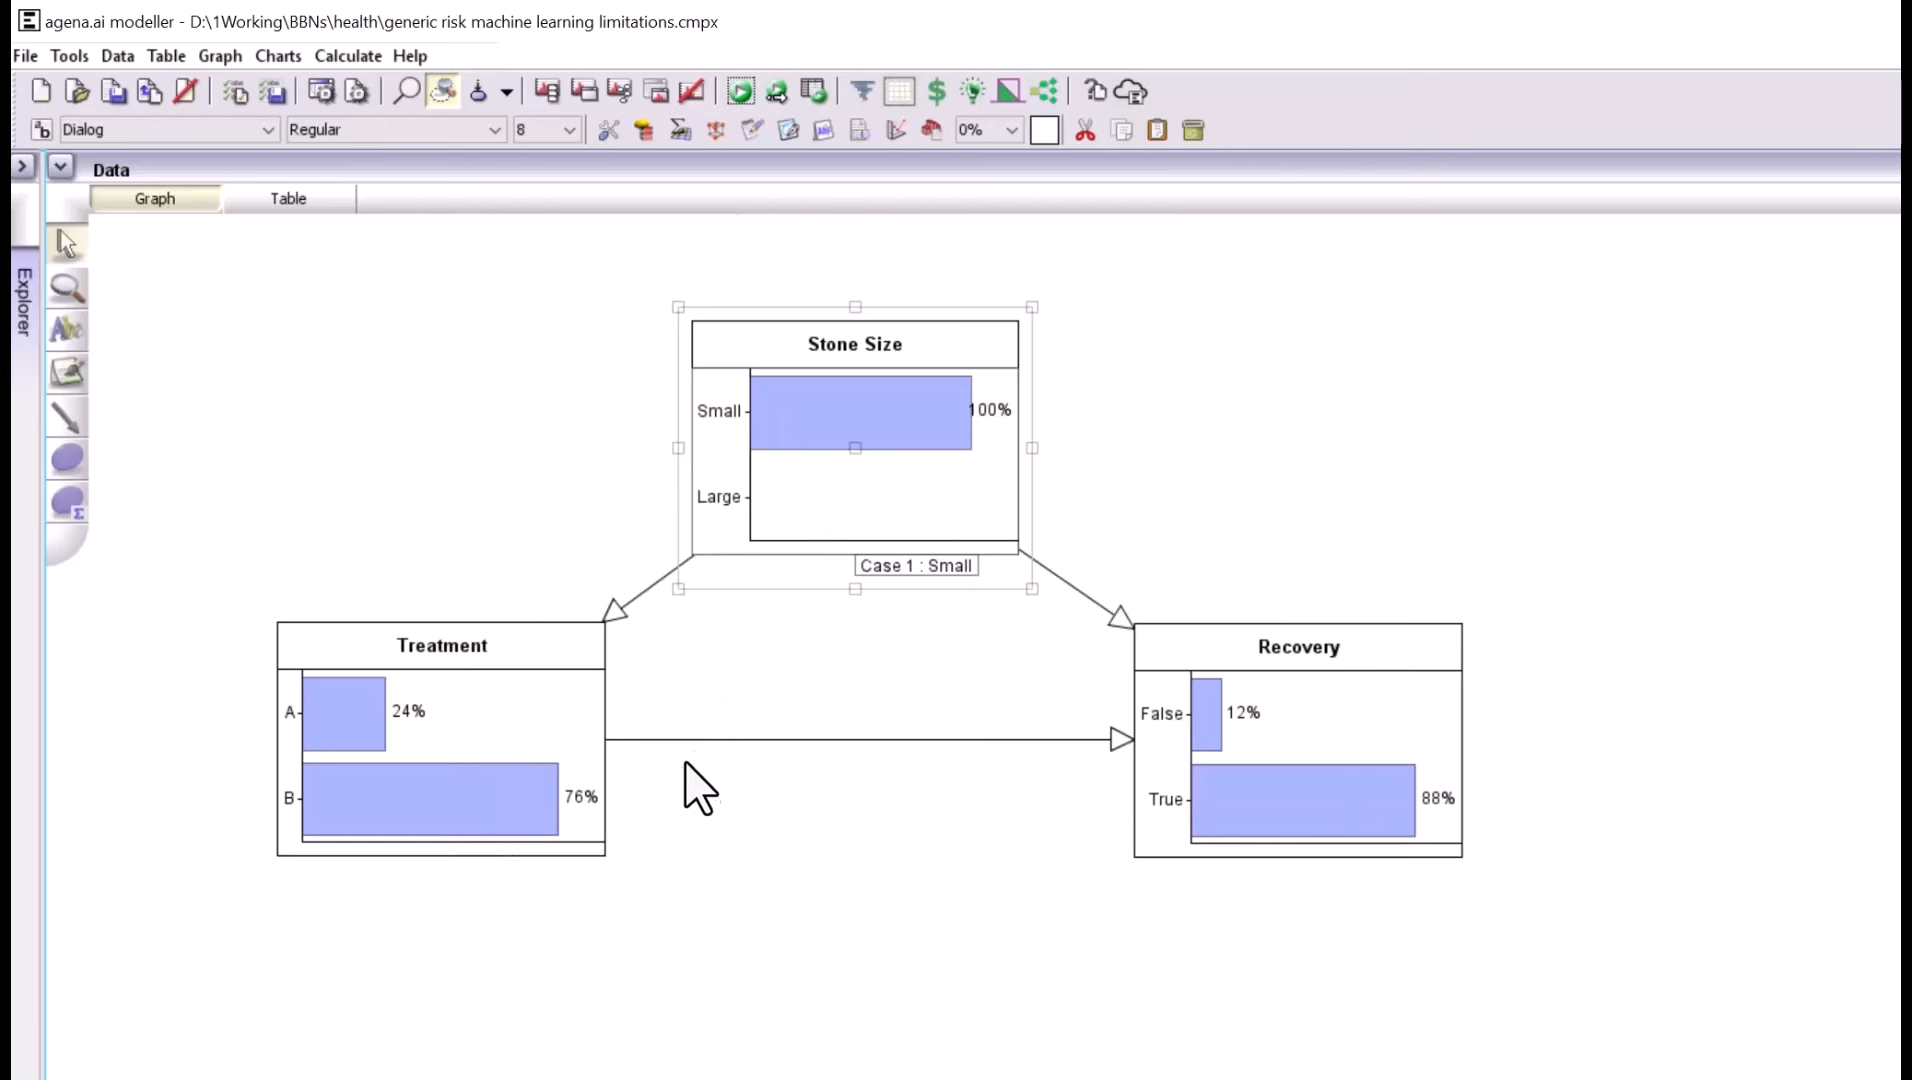 agena.ai modeller - D:\1Working\BBNs\health\generic risk machine learning limitations.cmpx
File Tools Data Table Graph Charts Calculate Help
Dialog Regular 8 0%
Data
Graph Table
Explorer
Abc
Stone Size
Small 100%
Large
Case 1 : Small
Treatment
A 24%
B 76%
Recovery
False 12%
True 88%